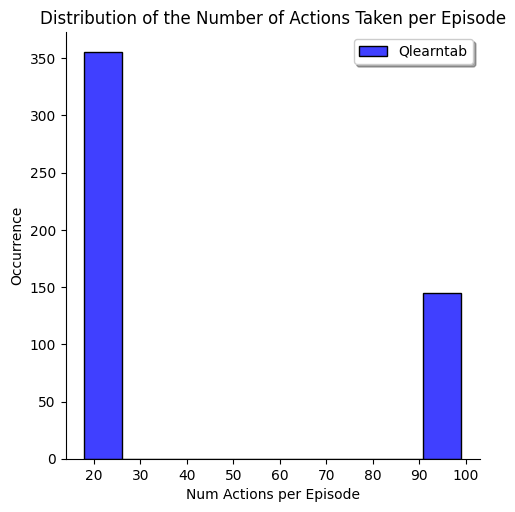 Distribution of the Number of Actions Taken per Episode
Qlearntab
350
300
250
200
150
100
50
0
Occurrence
20 30 40 50 60 70 80 90 100
Num Actions per Episode